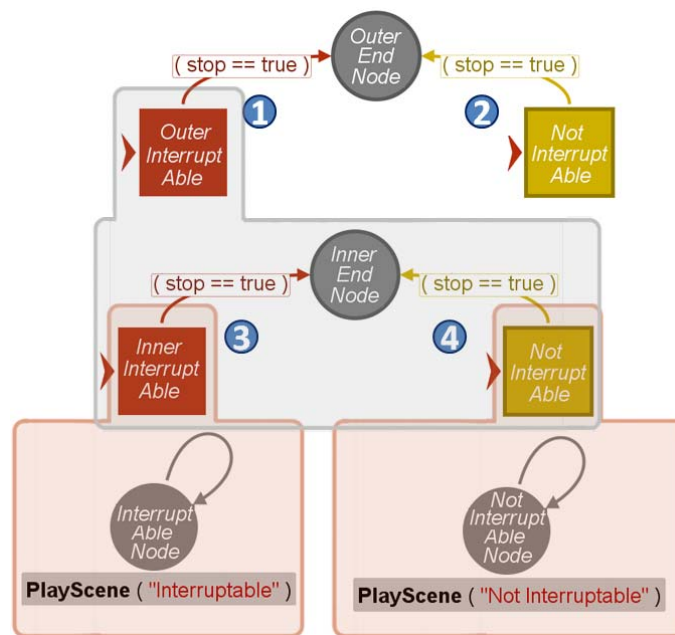 Outer
End
Node
( stop == true )
( stop == true )
1
2
Outer
Interrupt
Able
Not
Interrupt
Able
Inner
End
Node
( stop == true )
( stop == true )
3
4
Inner
Interrupt
Able
Not
Interrupt
Able
Interrupt
Able
Node
PlayScene ( "Interruptable" )
Not
Interrupt
Able
Node
PlayScene ( "Not Interruptable" )